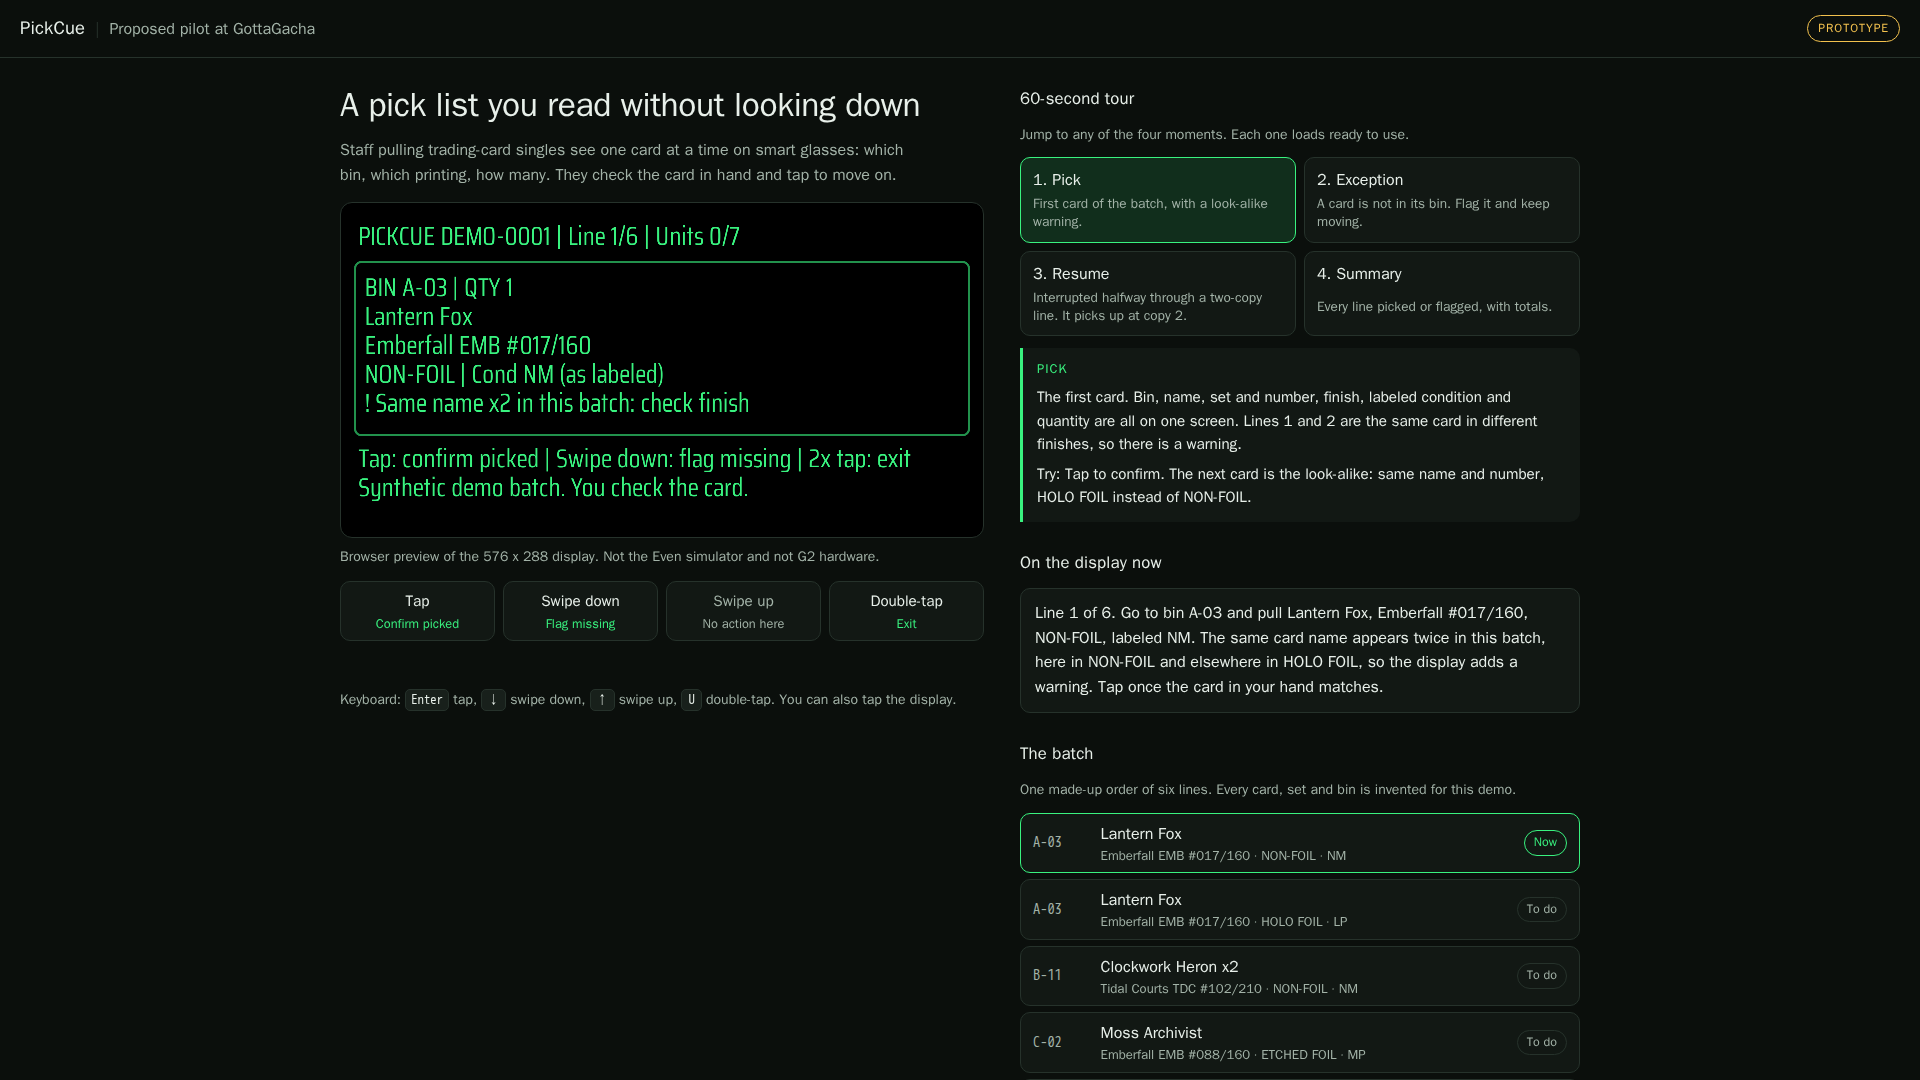 PickCue | Proposed pilot at GottaGacha
PROTOTYPE
A pick list you read without looking down
Staff pulling trading-card singles see one card at a time on smart glasses: which
bin, which printing, how many. They check the card in hand and tap to move on.
PICKCUE DEMO-0001 | Line 1/6 | Units 0/7
BIN A-03 | QTY 1
Lantern Fox
Emberfall EMB #017/160
NON-FOIL | Cond NM (as labeled)
! Same name x2 in this batch: check finish
Tap: confirm picked | Swipe down: flag missing | 2x tap: exit
Synthetic demo batch. You check the card.
Browser preview of the 576 x 288 display. Not the Even simulator and not G2 hardware.
Tap
Confirm picked
Swipe down
Flag missing
Swipe up
No action here
Double-tap
Exit
Keyboard: Enter tap, ↓ swipe down, ↑ swipe up, U double-tap. You can also tap the display.
60-second tour
Jump to any of the four moments. Each one loads ready to use.
1. Pick
First card of the batch, with a look-alike
warning.
2. Exception
A card is not in its bin. Flag it and keep
moving.
3. Resume
Interrupted halfway through a two-copy
line. It picks up at copy 2.
4. Summary
Every line picked or flagged, with totals.
PICK
The first card. Bin, name, set and number, finish, labeled condition and
quantity are all on one screen. Lines 1 and 2 are the same card in different
finishes, so there is a warning.
Try: Tap to confirm. The next card is the look-alike: same name and number,
HOLO FOIL instead of NON-FOIL.
On the display now
Line 1 of 6. Go to bin A-03 and pull Lantern Fox, Emberfall #017/160,
NON-FOIL, labeled NM. The same card name appears twice in this batch,
here in NON-FOIL and elsewhere in HOLO FOIL, so the display adds a
warning. Tap once the card in your hand matches.
The batch
One made-up order of six lines. Every card, set and bin is invented for this demo.
A-03
Lantern Fox
Emberfall EMB #017/160 · NON-FOIL · NM
Now
A-03
Lantern Fox
Emberfall EMB #017/160 · HOLO FOIL · LP
To do
B-11
Clockwork Heron x2
Tidal Courts TDC #102/210 · NON-FOIL · NM
To do
C-02
Moss Archivist
Emberfall EMB #088/160 · ETCHED FOIL · MP
To do